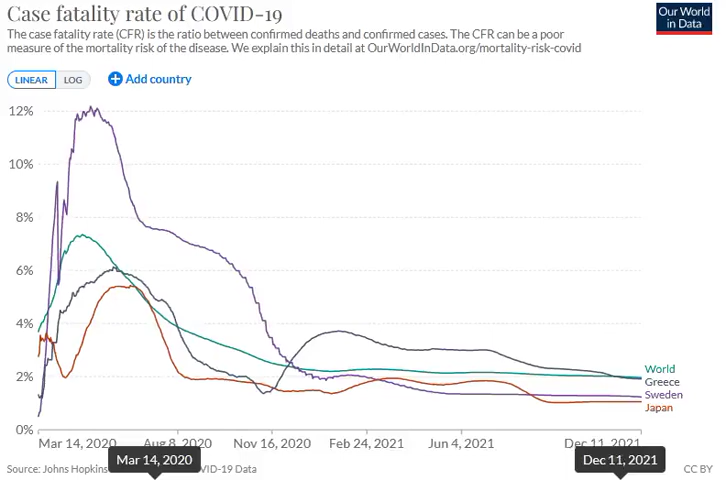 Case fatality rate of COVID-19
The case fatality rate (CFR) is the ratio between confirmed deaths and confirmed cases. The CFR can be a poor
measure of the mortality risk of the disease. We explain this in detail at OurWorldInData.org/mortality-risk-covid
Our World
in Data
LINEAR LOG Add country
12%
10%
8%
6%
4%
2%
0%
World
Greece
Sweden
Japan
Mar 14, 2020 Aug 8, 2020 Nov 16, 2020 Feb 24, 2021 Jun 4, 2021 Dec 11, 2021
Mar 14, 2020 Dec 11, 2021
Source: Johns Hopkins VID-19 Data CC BY